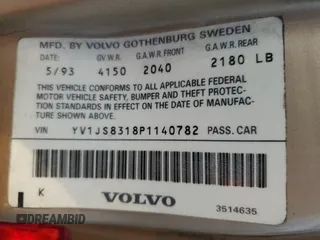 MFD. BY VOLVO GOTHENBURG SWEDEN
DATE: G V.W.R. G.A.W.R.FRONT G.A.W.R. REAR
5/93 4150 2040 2180 LB
THIS VEHICLE CONFORMS TO ALL APPLICABLE FEDERAL
MOTOR VEHICLE SAFETY, BUMPER AND THEFT PROTEC-
TION STANDARDS IN EFFECT ON THE DATE OF MANUFAC-
TURE SHOWN ABOVE.
VIN YV1JS8318P1140782 PASS.CAR
K VOLVO
3514635
DREAMBID